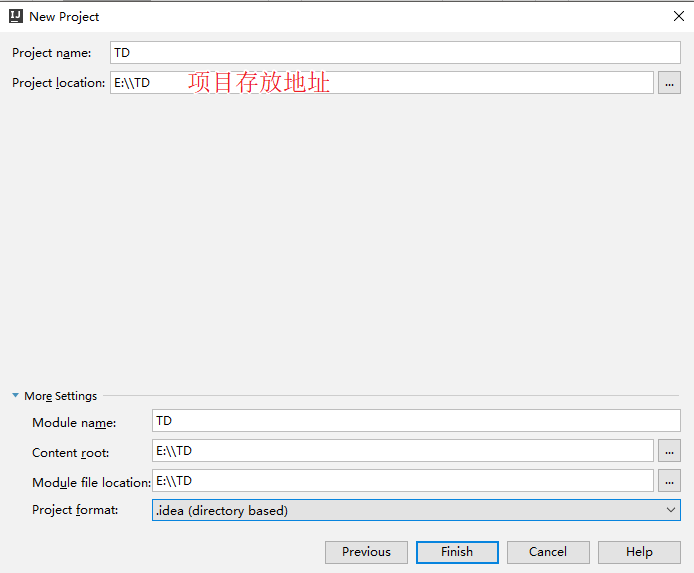 New Project
Project name: TD
Project location: E:\\TD 项目存放地址 ...
More Settings
Module name: TD
Content root: E:\\TD ...
Module file location: E:\\TD ...
Project format: .idea (directory based)
Previous Finish Cancel Help